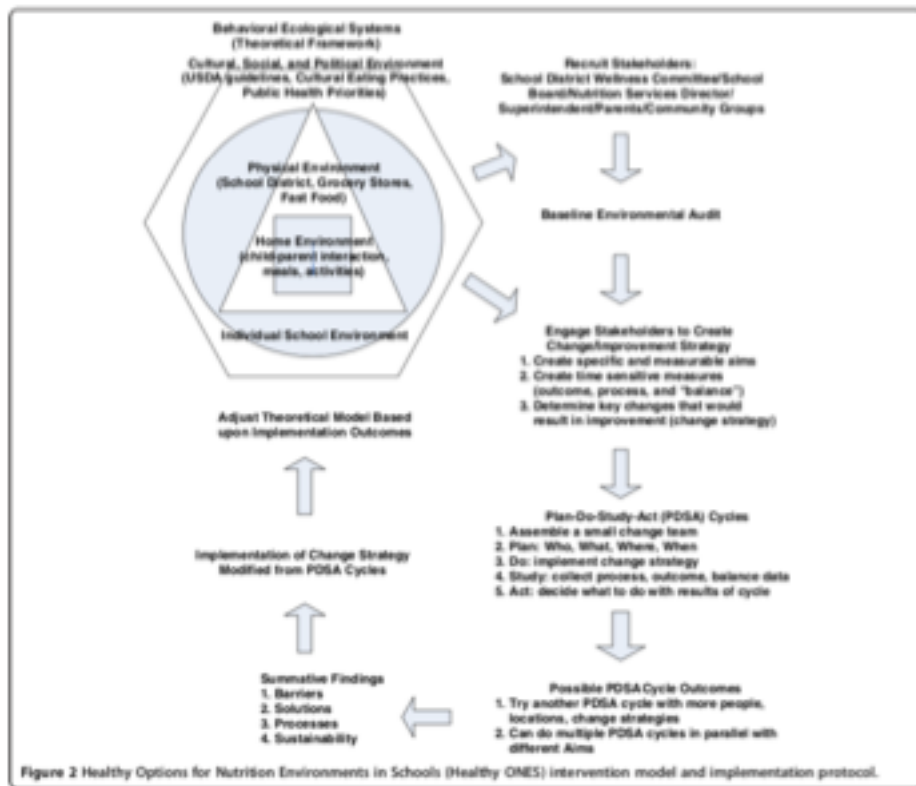 Behavioral Ecological Systems
(Theoretical Framework)
Cultural, Social, and Political Environment
(USDA guidelines, Cultural Eating Practices,
Public Health Priorities)
Physical Environment
(School District, Grocery Stores,
Fast Food)
Home Environment
(child-parent interaction,
meals, activities)
Individual School Environment
Recruit Stakeholders:
School District Wellness Committee/School
Board/Nutrition Services Director/
Superintendent/Parents/Community Groups
Baseline Environmental Audit
Engage Stakeholders to Create
Change/Improvement Strategy
1. Create specific and measurable aims
2. Create time sensitive measures
(outcome, process, and "balance")
3. Determine key changes that would
result in improvement (change strategy)
Plan-Do-Study-Act (PDSA) Cycles
1. Assemble a small change team
2. Plan: Who, What, Where, When
3. Do: implement change strategy
4. Study: collect process, outcome, balance data
5. Act: decide what to do with results of cycle
Possible PDSA Cycle Outcomes
1. Try another PDSA cycle with more people,
locations, change strategies
2. Can do multiple PDSA cycles in parallel with
different Aims
Summative Findings
1. Barriers
2. Solutions
3. Processes
4. Sustainability
Implementation of Change Strategy
Modified from PDSA Cycles
Adjust Theoretical Model Based
upon Implementation Outcomes
Figure 2 Healthy Options for Nutrition Environments in Schools (Healthy ONES) intervention model and implementation protocol.